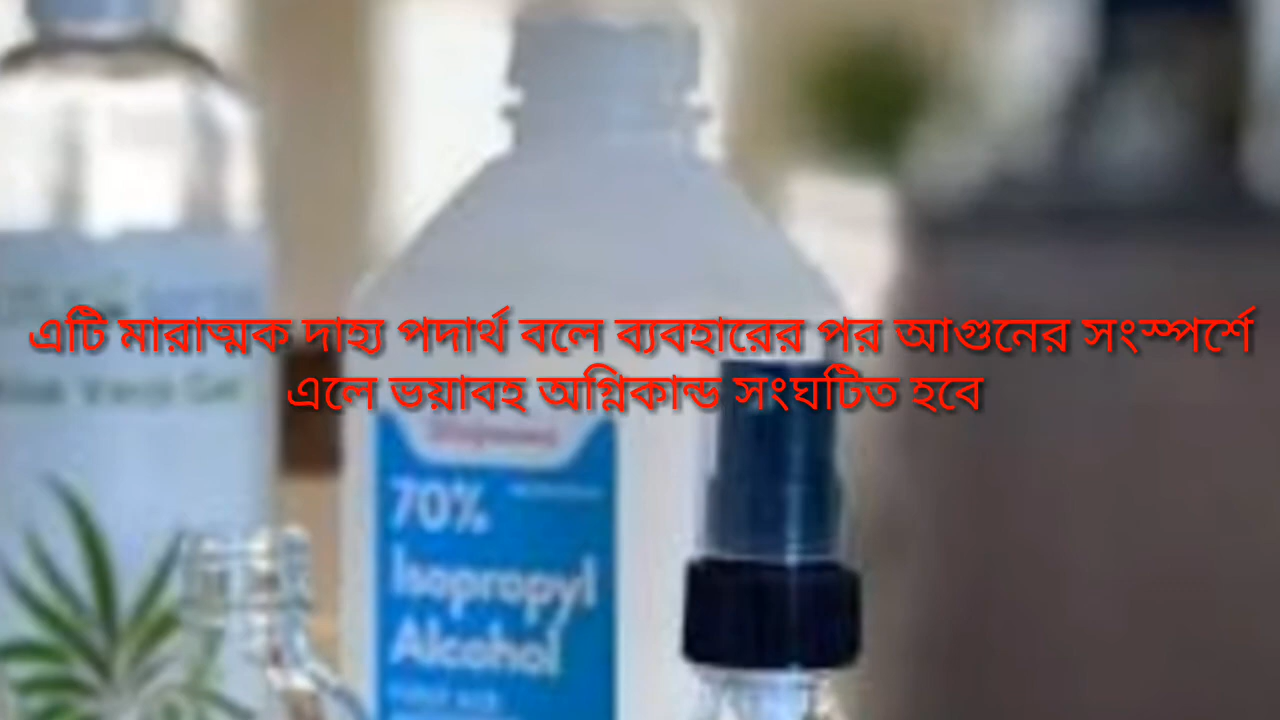 এটি মারাত্মক দাহ্য পদার্থ বলে ব্যবহারের পর আগুনের সংস্পর্শে
এলে ভয়াবহ অগ্নিকান্ড সংঘটিত হবে
70%
Isopropyl
Alcohol